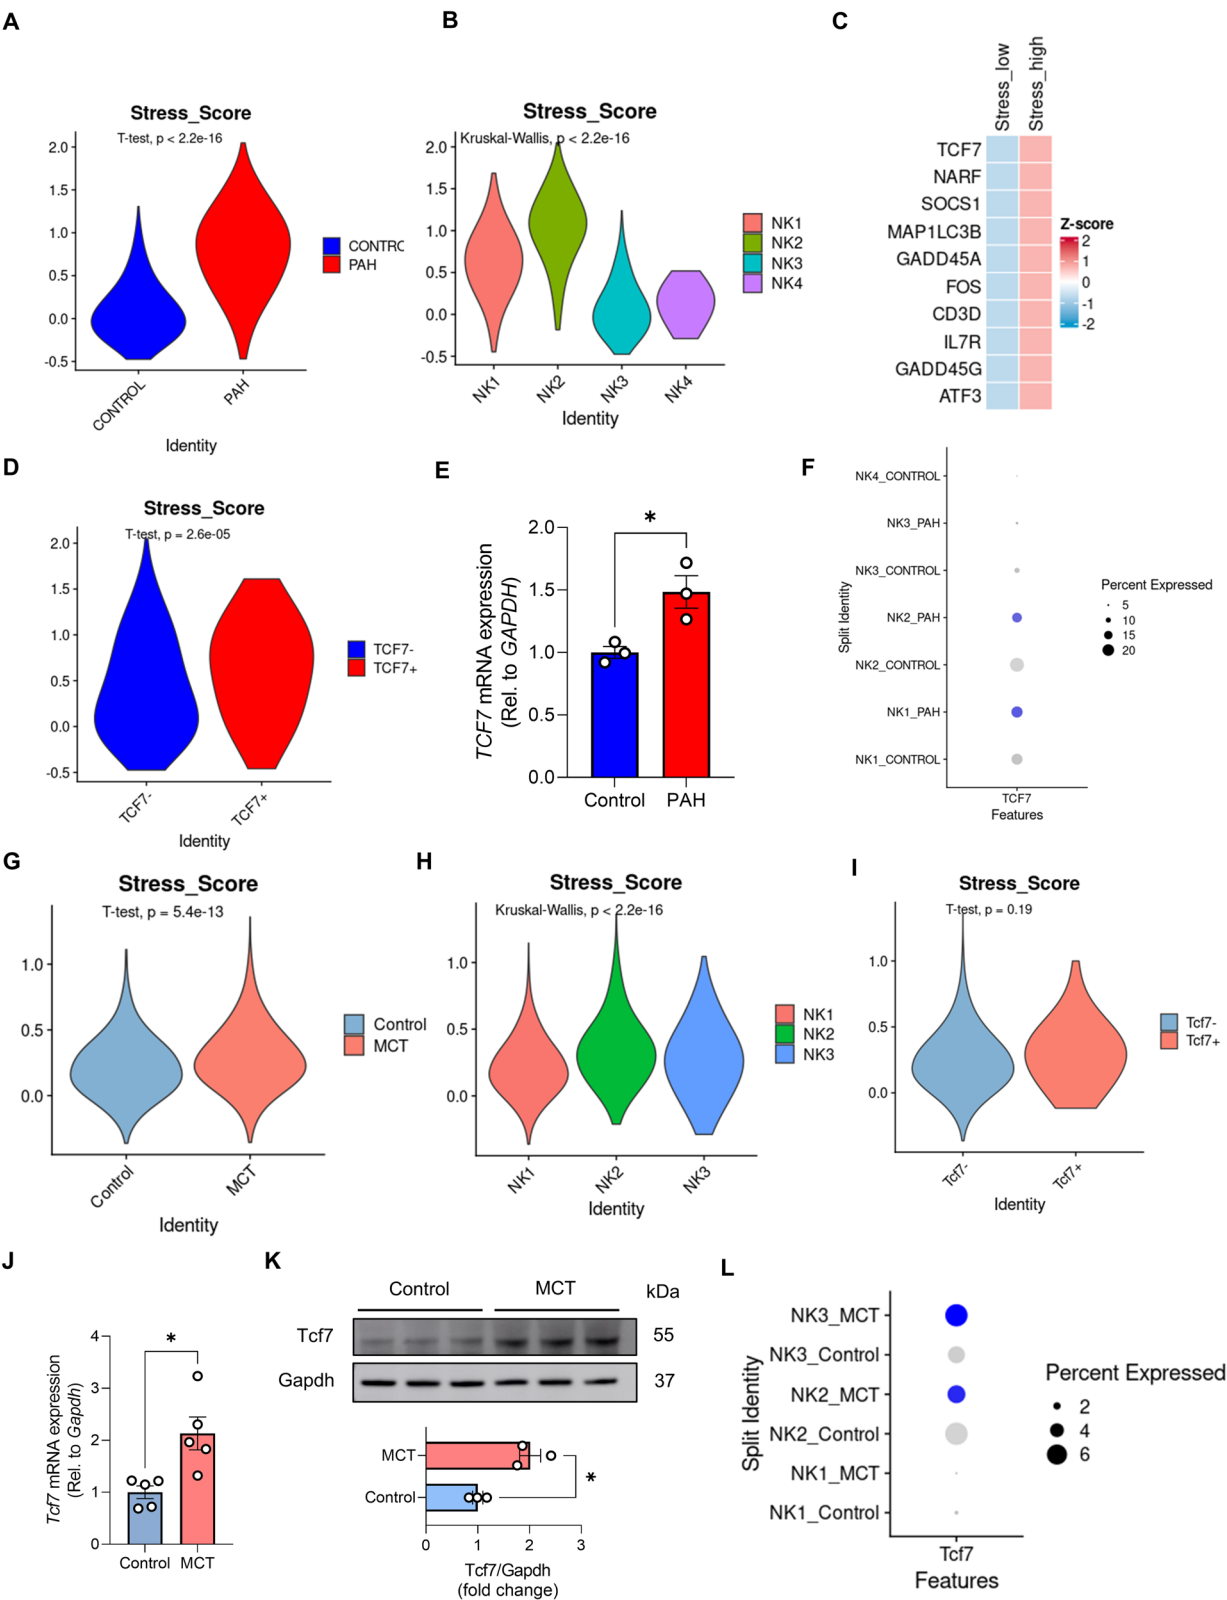 A
Stress_Score
T-test, p < 2.2e-16
2.0
1.5
1.0
0.5
0.0
-0.5
CONTROL
PAH
Identity
CONTRC
PAH
B
Stress_Score
Kruskal-Wallis, p < 2.2e-16
2.0
1.5
1.0
0.5
0.0
-0.5
NK1
NK2
NK3
NK4
Identity
NK1
NK2
NK3
NK4
C
Stress_low
Stress_high
TCF7
NARF
SOCS1
MAP1LC3B
GADD45A
FOS
CD3D
IL7R
GADD45G
ATF3
Z-score
2
1
0
-1
-2
D
Stress_Score
T-test, p = 2.6e-05
2.0
1.5
1.0
0.5
0.0
-0.5
TCF7-
TCF7+
Identity
TCF7-
TCF7+
E
TCF7 mRNA expression
(Rel. to GAPDH)
2.0
1.5
1.0
0.5
0.0
*
Control
PAH
F
Split Identity
NK4_CONTROL
NK3_PAH
NK3_CONTROL
NK2_PAH
NK2_CONTROL
NK1_PAH
NK1_CONTROL
TCF7
Features
Percent Expressed
5
10
15
20
G
Stress_Score
T-test, p = 5.4e-13
1.0
0.5
0.0
Control
MCT
Identity
Control
MCT
H
Stress_Score
Kruskal-Wallis, p < 2.2e-16
1.0
0.5
0.0
NK1
NK2
NK3
Identity
NK1
NK2
NK3
I
Stress_Score
T-test, p = 0.19
1.0
0.5
0.0
Tcf7-
Tcf7+
Identity
Tcf7-
Tcf7+
J
Tcf7 mRNA expression
(Rel. to Gapdh)
4
3
2
1
0
*
Control
MCT
K
Control
MCT
kDa
Tcf7
55
Gapdh
37
MCT
Control
*
0
1
2
3
Tcf7/Gapdh
(fold change)
L
Split Identity
NK3_MCT
NK3_Control
NK2_MCT
NK2_Control
NK1_MCT
NK1_Control
Tcf7
Features
Percent Expressed
2
4
6